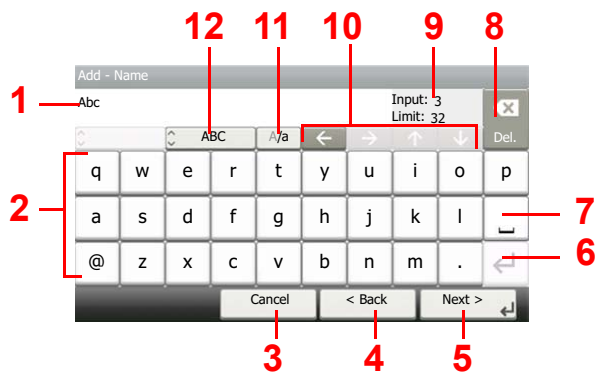 12 11 10 9 8
Add - Name
1
Abc
Input: 3
Limit: 32
ABC
A/a
← → ↑ ↓
Del.
2
q w e r t y u i o p
a s d f g h j k l
7
@ z x c v b n m .
6
Cancel
< Back
Next >
3 4 5